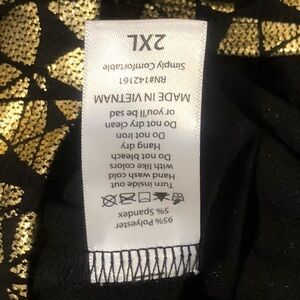 95% Polyester
5% Spandex
Turn inside out
Hand wash cold
with like colors
Do not bleach
Hang dry
Do not iron
Do not dry clean
or you'll be sad
MADE IN VIETNAM
RN#142161
Simply Comfortable
2XL